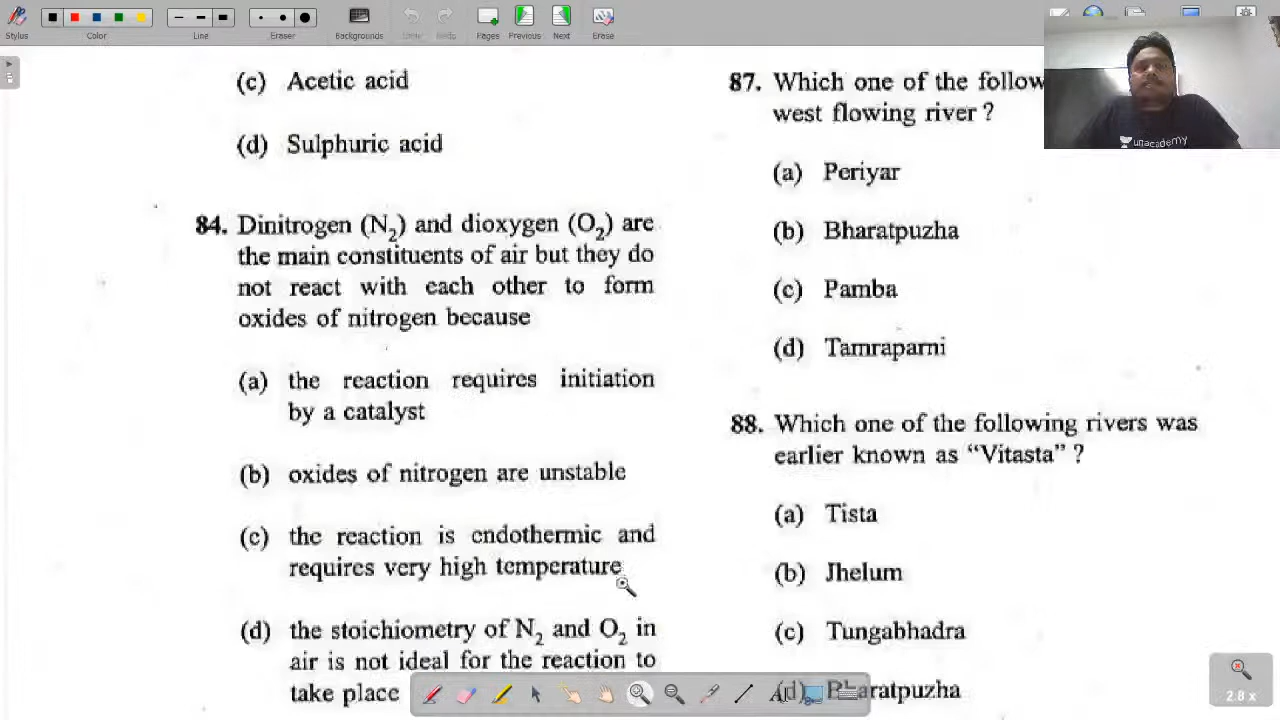 Stylus
Color
Line
Eraser
Backgrounds
Undo
Redo
Pages
Previous
Next
Erase
(c) Acetic acid
(d) Sulphuric acid
84. Dinitrogen (N2) and dioxygen (O2) are
the main constituents of air but they do
not react with each other to form
oxides of nitrogen because
(a) the reaction requires initiation
by a catalyst
(b) oxides of nitrogen are unstable
(c) the reaction is endothermic and
requires very high temperature
(d) the stoichiometry of N2 and O2 in
air is not ideal for the reaction to
take place
87. Which one of the follow
west flowing river ?
(a) Periyar
(b) Bharatpuzha
(c) Pamba
(d) Tamraparni
88. Which one of the following rivers was
earlier known as “Vitasta” ?
(a) Tista
(b) Jhelum
(c) Tungabhadra
(d) Bharatpuzha
unacademy
2.8 x